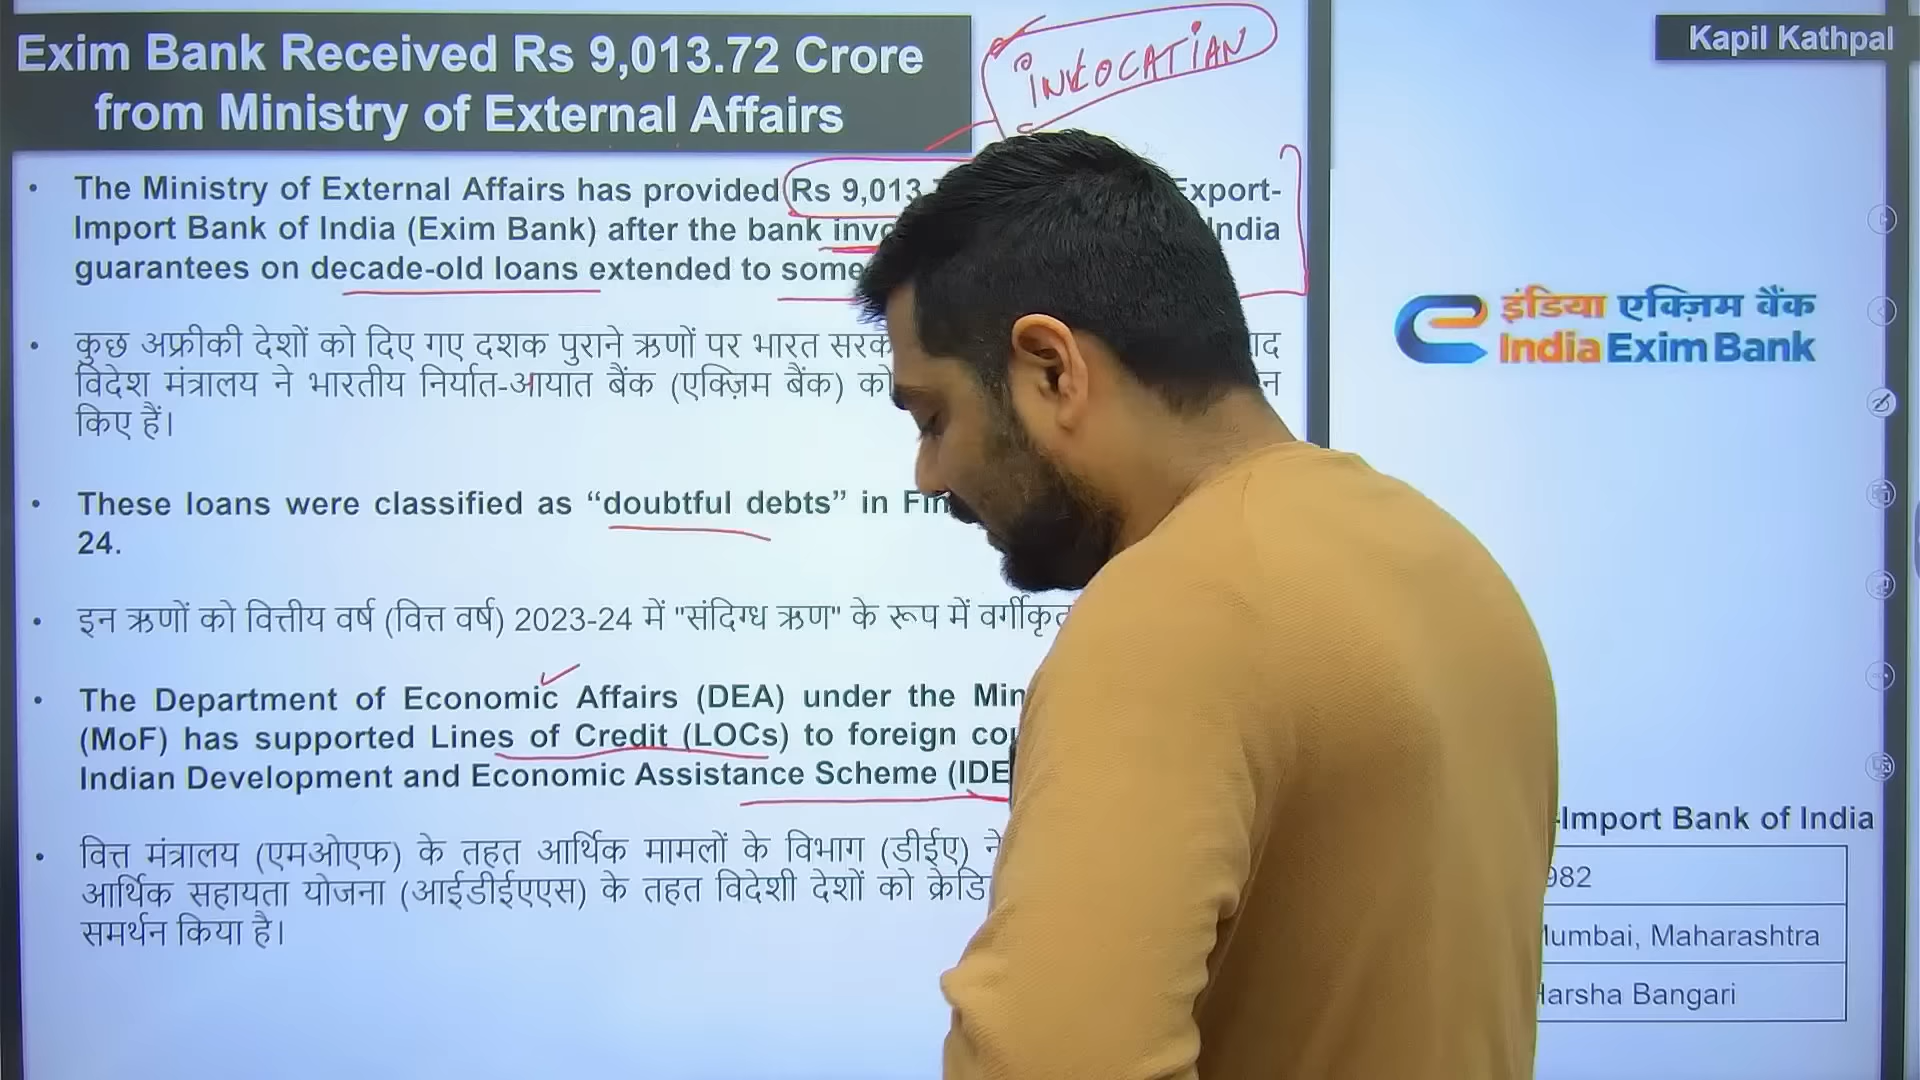 Exim Bank Received Rs 9,013.72 Crore
from Ministry of External Affairs
INVOCATIAN
Kapil Kathpal
The Ministry of External Affairs has provided Rs 9,013. Export-
Import Bank of India (Exim Bank) after the bank invo India
guarantees on decade-old loans extended to some
कुछ अफ्रीकी देशों को दिए गए दशक पुराने ऋणों पर भारत सरक ाद
विदेश मंत्रालय ने भारतीय निर्यात-आयात बैंक (एक्ज़िम बैंक) को न
किए हैं।
These loans were classified as “doubtful debts” in Fin
24.
इन ऋणों को वित्तीय वर्ष (वित्त वर्ष) 2023-24 में "संदिग्ध ऋण" के रूप में वर्गीकृत
The Department of Economic Affairs (DEA) under the Min
(MoF) has supported Lines of Credit (LOCs) to foreign cou
Indian Development and Economic Assistance Scheme (IDE
वित्त मंत्रालय (एमओएफ) के तहत आर्थिक मामलों के विभाग (डीईए) ने
आर्थिक सहायता योजना (आईडीईएएस) के तहत विदेशी देशों को क्रेडि
समर्थन किया है।
इंडिया एक्ज़िम बैंक
India Exim Bank
-Import Bank of India
982
Mumbai, Maharashtra
Harsha Bangari